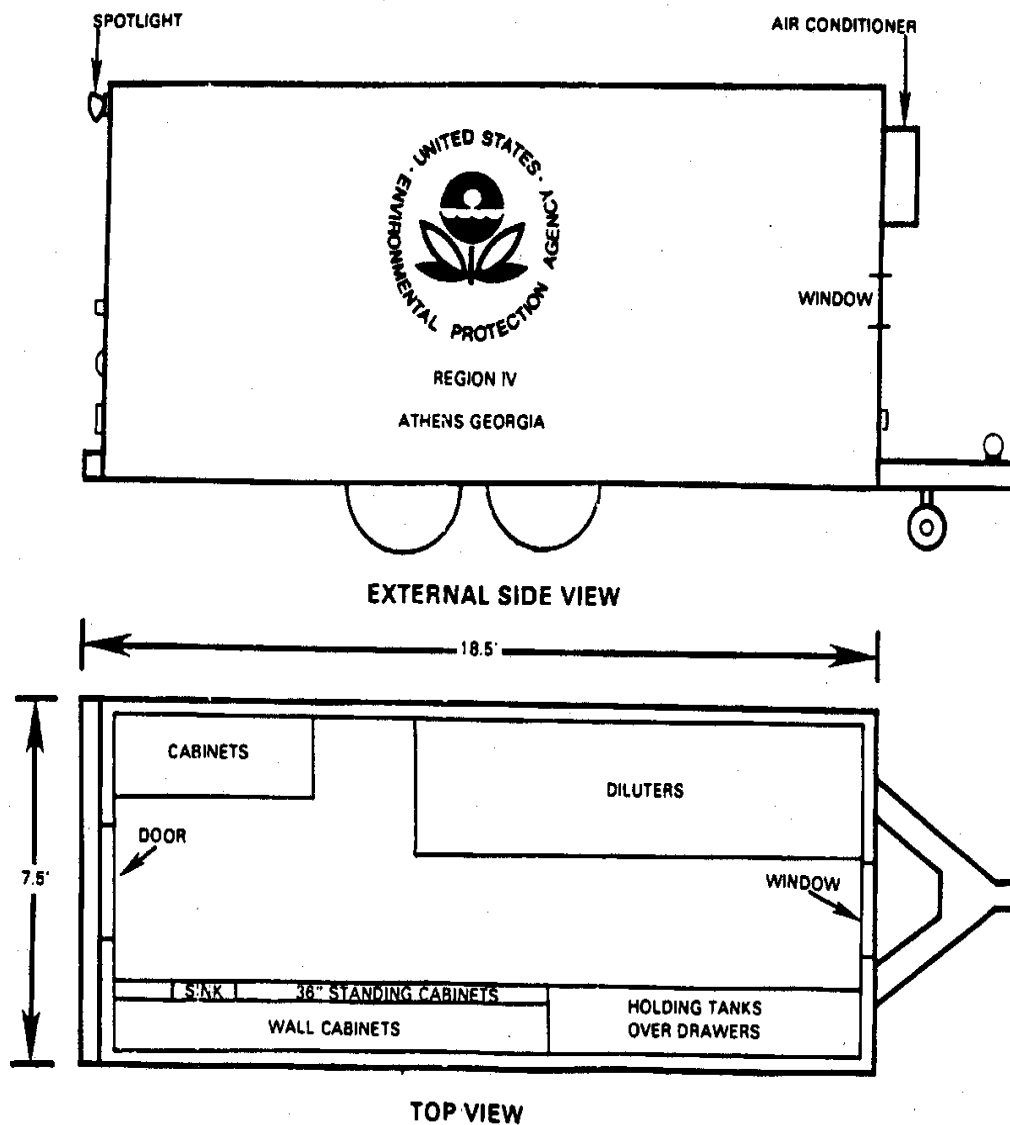 SPOTLIGHT
AIR CONDITIONER
UNITED STATES · ENVIRONMENTAL PROTECTION AGENCY ·
WINDOW
REGION IV
ATHENS GEORGIA
EXTERNAL SIDE VIEW
18.5'
CABINETS
DILUTERS
DOOR
7.5'
WINDOW
SINK
36" STANDING CABINETS
HOLDING TANKS
OVER DRAWERS
WALL CABINETS
TOP VIEW